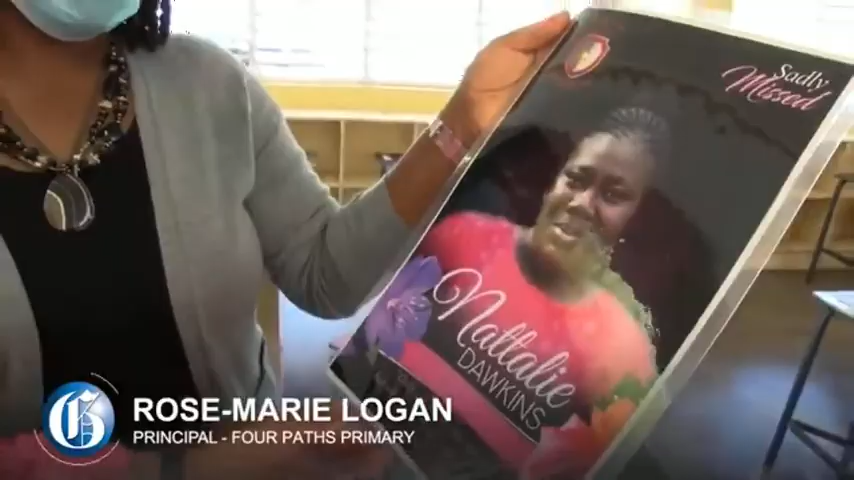 Sadly
Missed
Nattalie
DAWKINS
G
ROSE-MARIE LOGAN
PRINCIPAL - FOUR PATHS PRIMARY